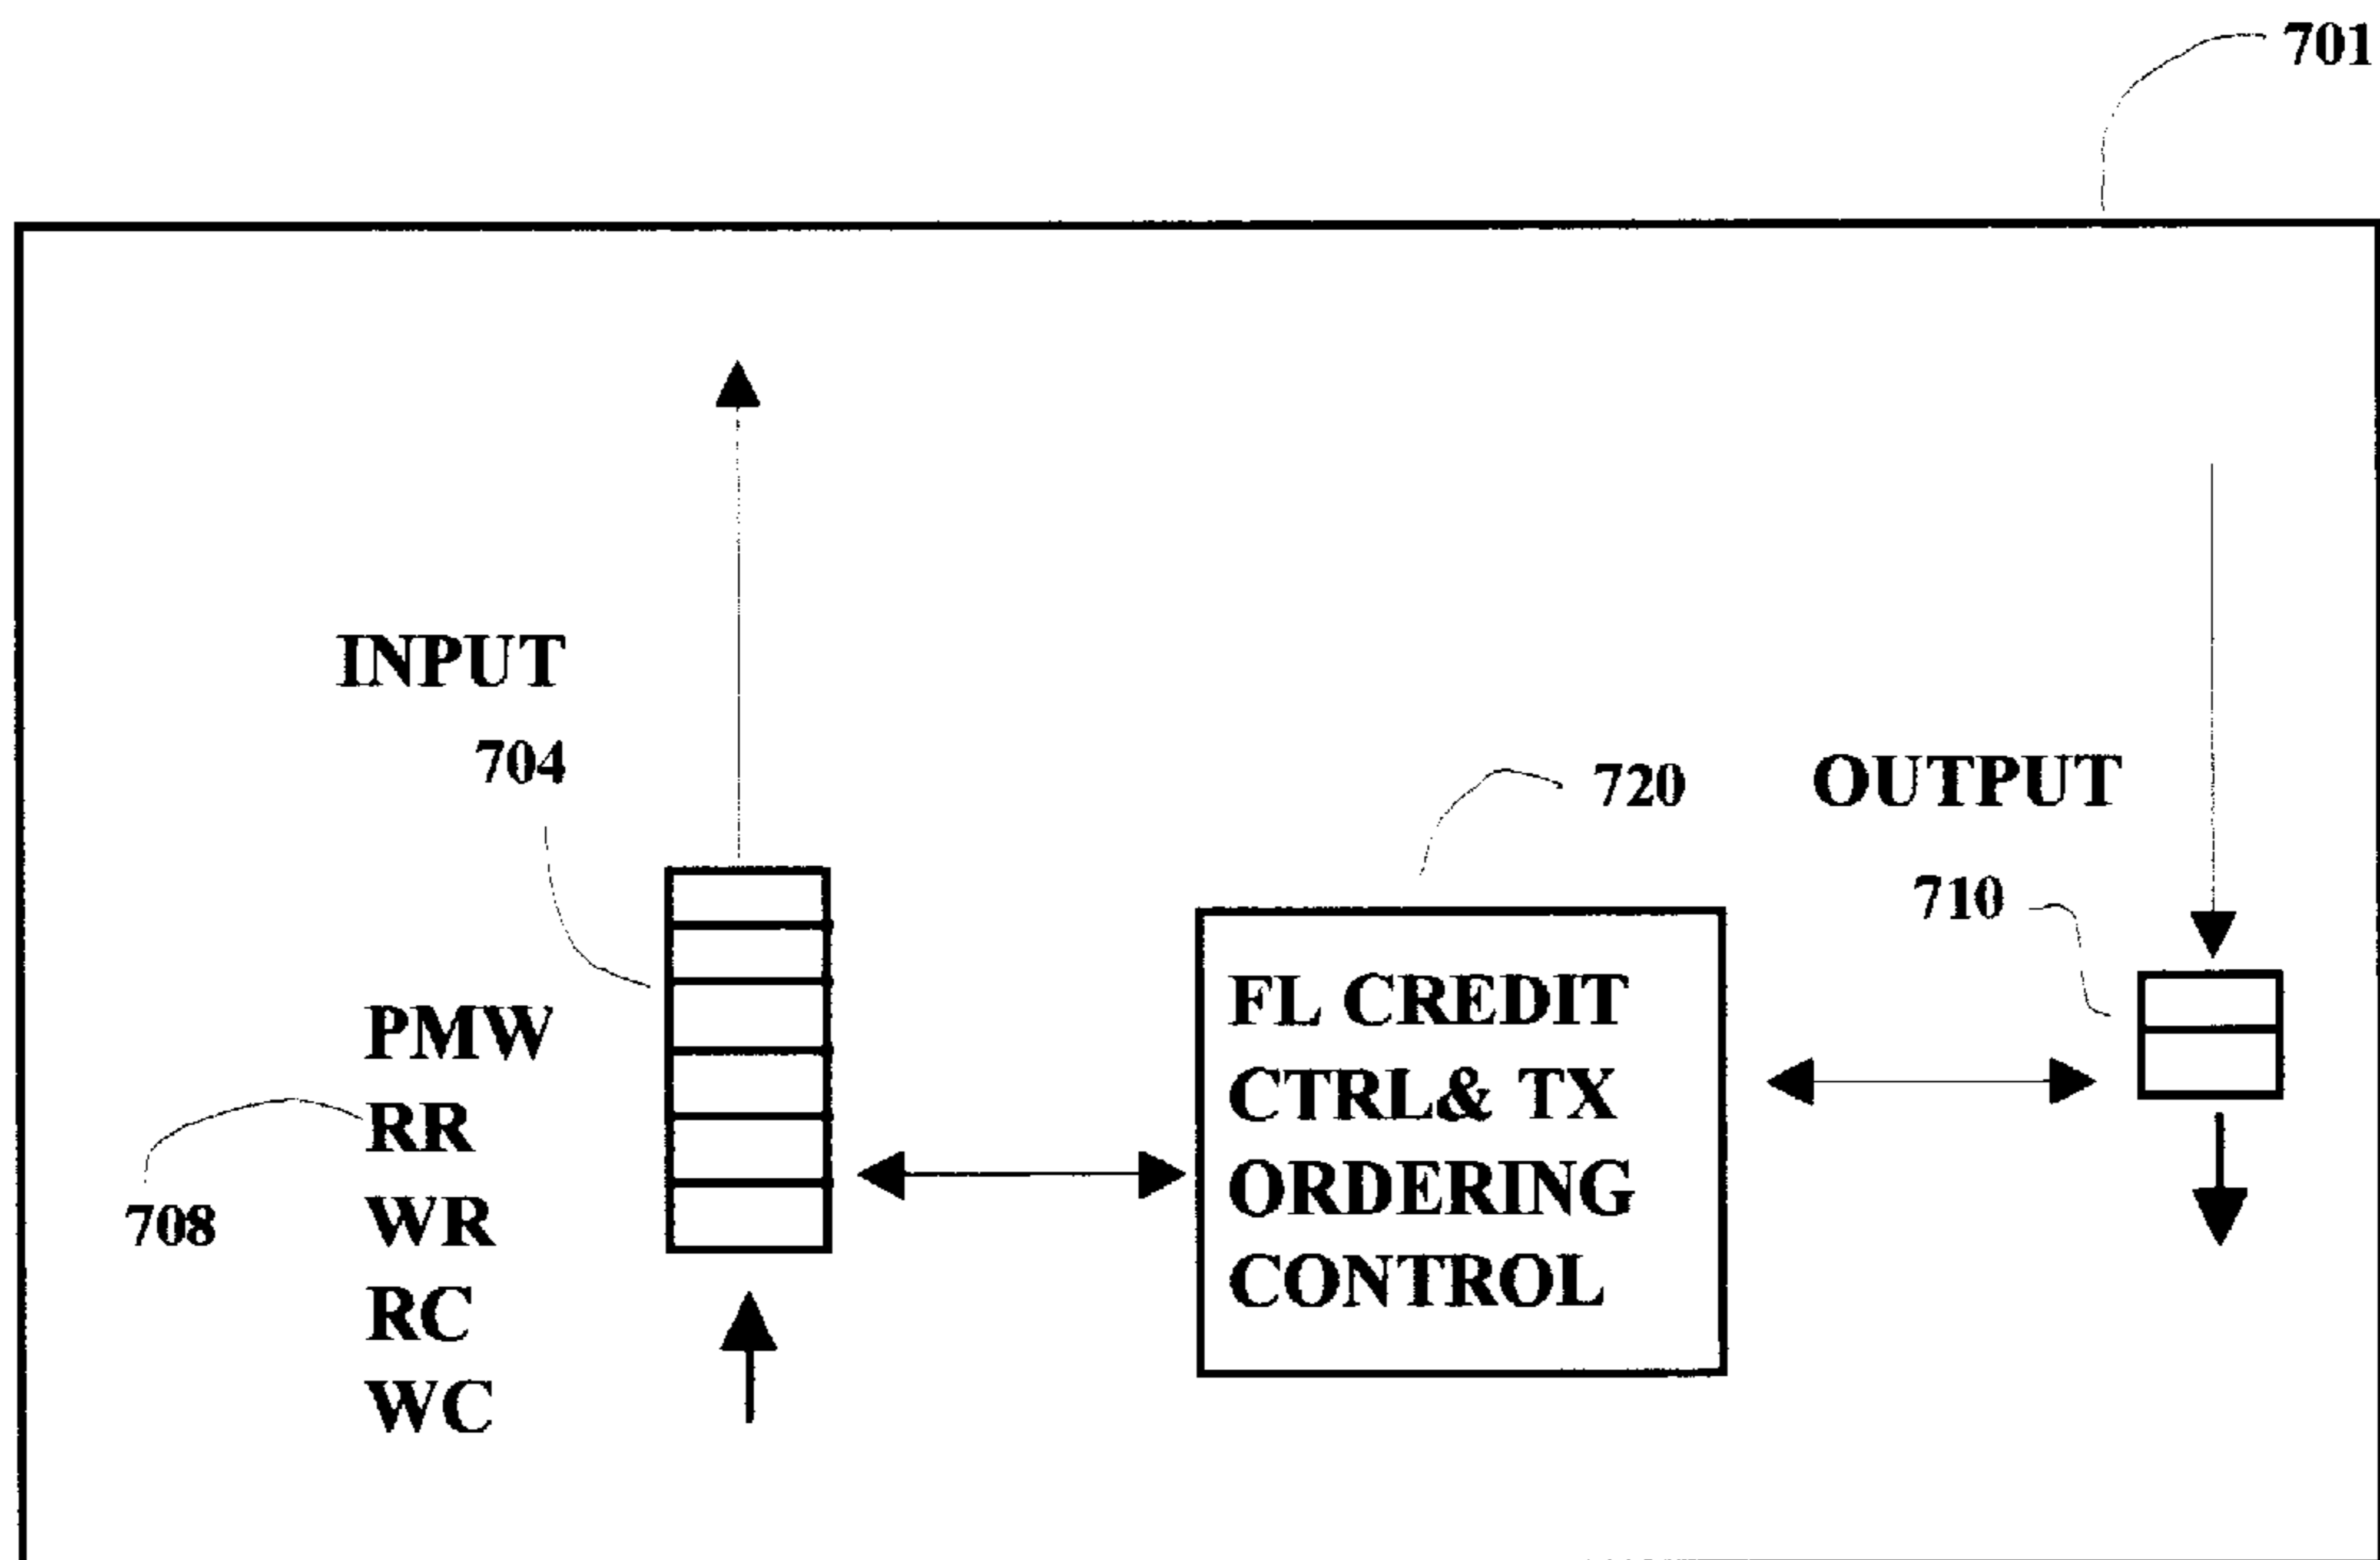 701
INPUT
704
720
OUTPUT
710
PMW
RR
WR
RC
WC
708
FL CREDIT
CTRL& TX
ORDERING
CONTROL